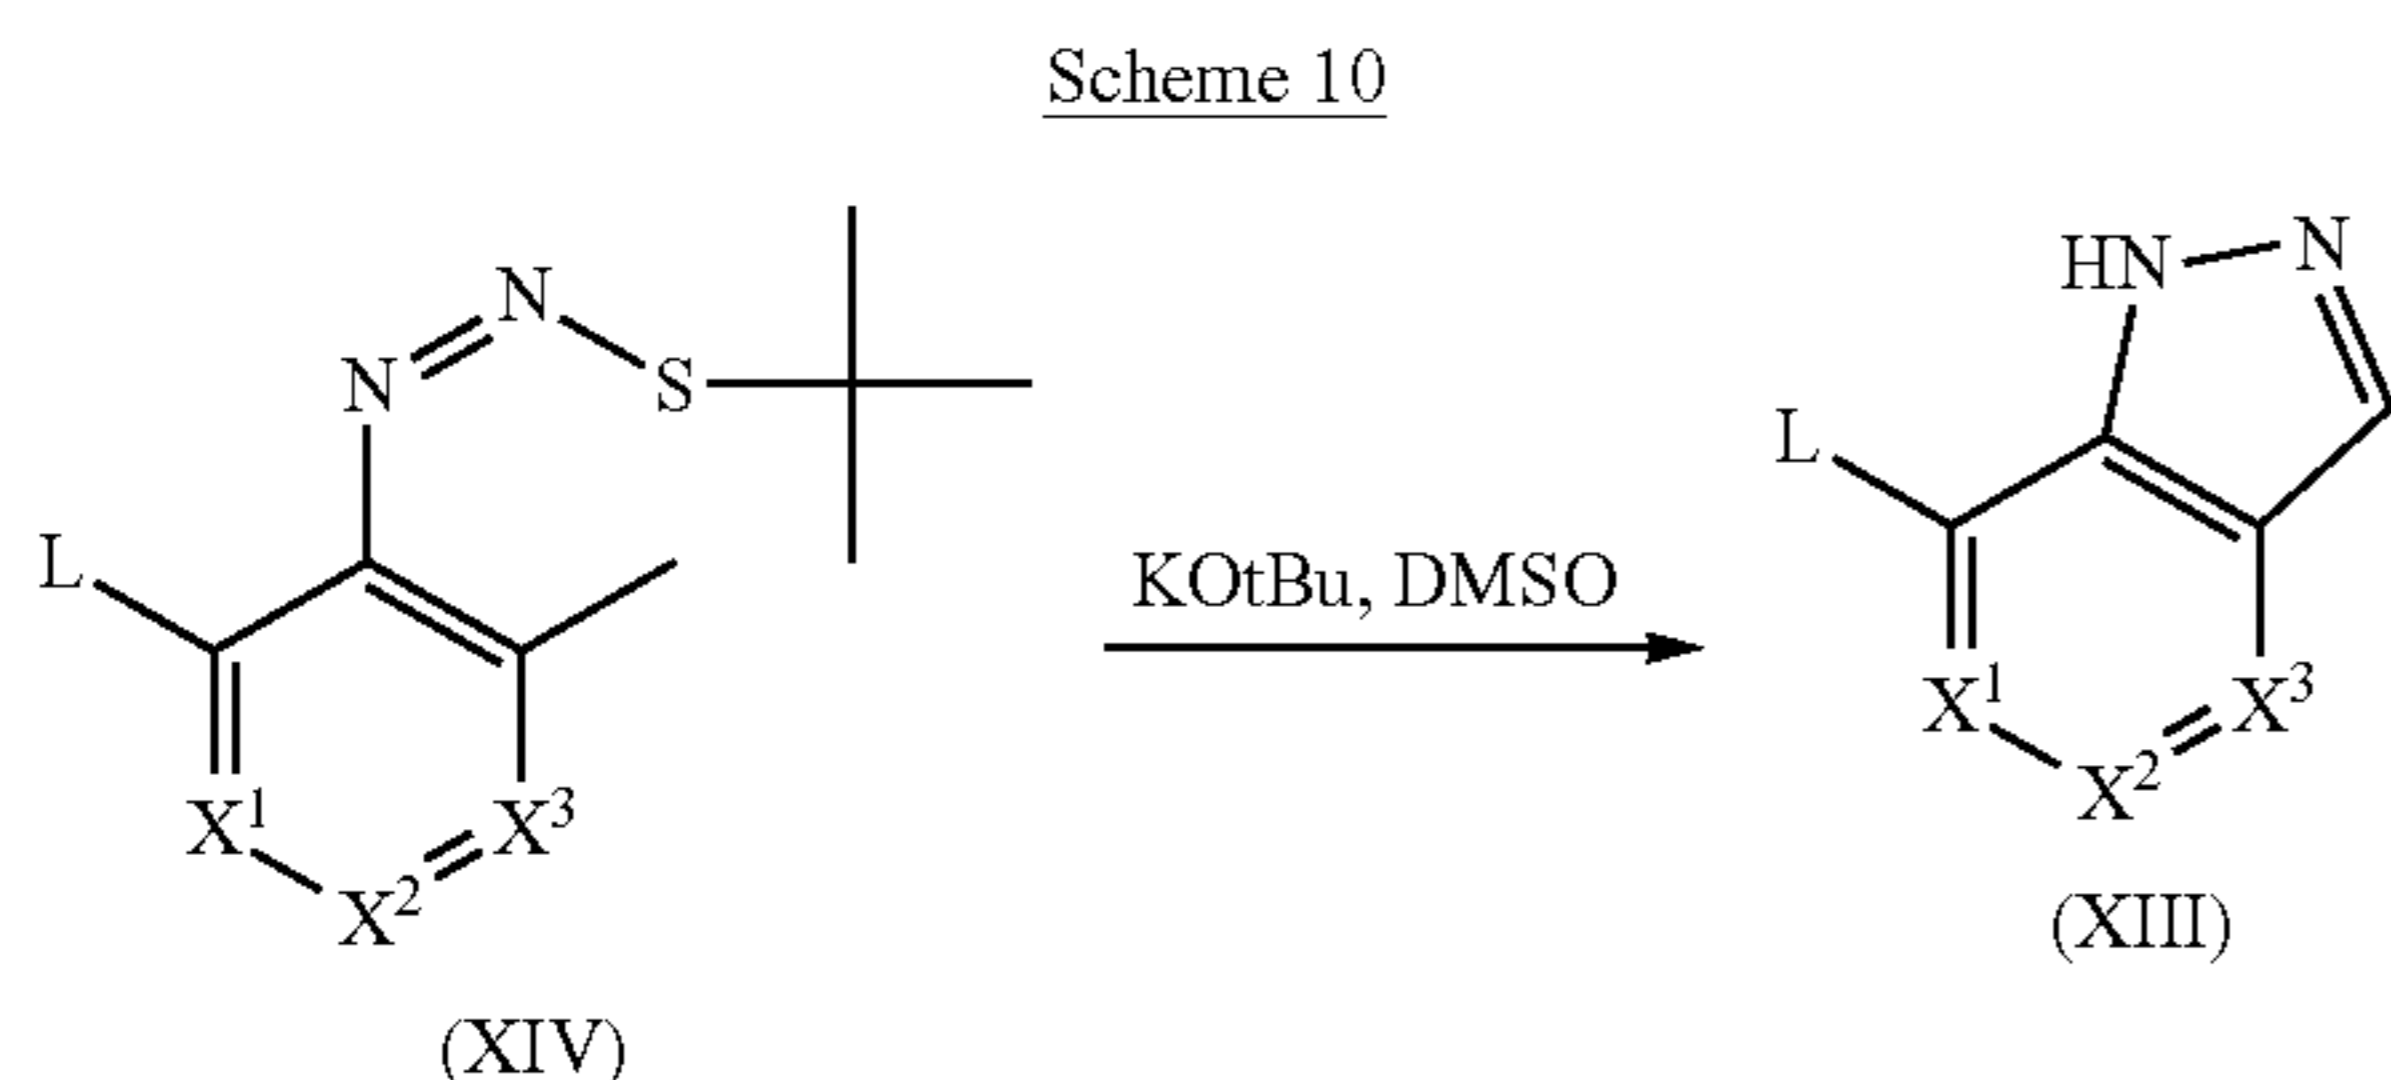 Scheme 10
N
N
S
L
X¹
X²
X³
(XIV)
KOtBu, DMSO
HN
N
L
X¹
X²
X³
(XIII)